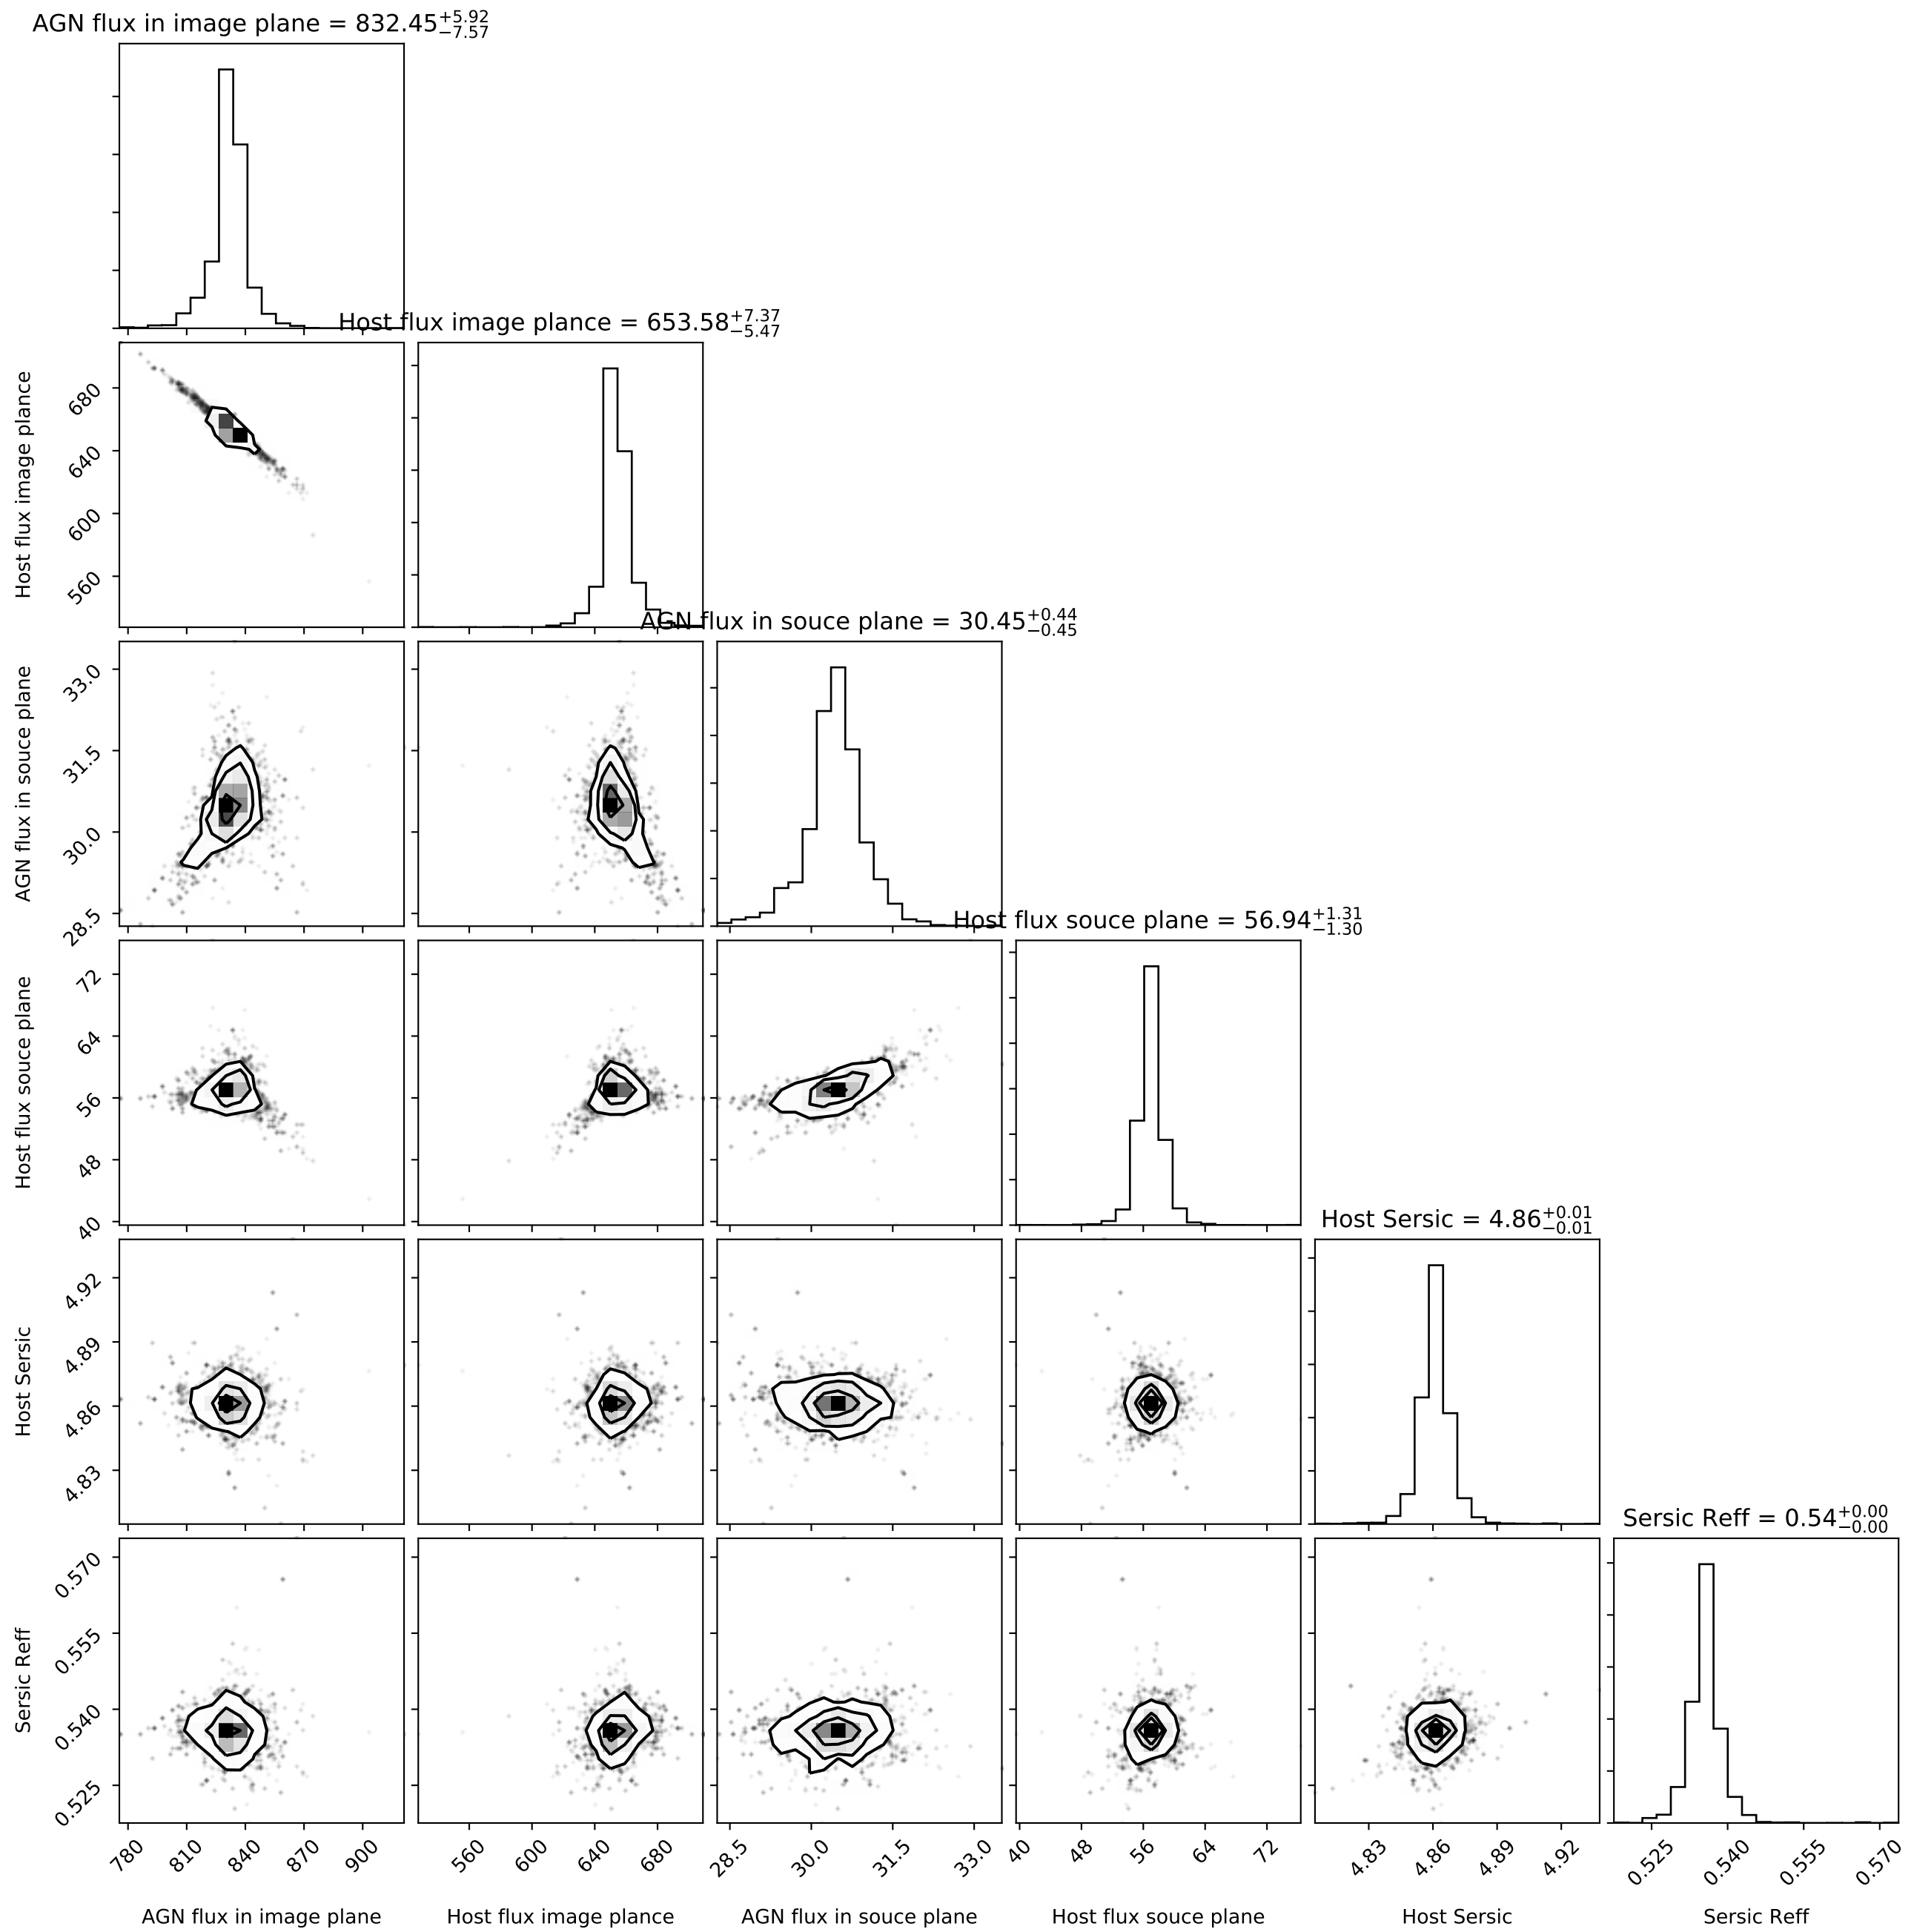 AGN flux in image plane = 832.45+5.92−7.57
Host flux image plance = 653.58+7.37−5.47
Host flux image plance
680
640
600
560
AGN flux in souce plane = 30.45+0.44−0.45
AGN flux in souce plane
33.0
31.5
30.0
28.5
Host flux souce plane = 56.94+1.31−1.30
Host flux souce plane
72
64
56
48
40
Host Sersic = 4.86+0.01−0.01
Host Sersic
4.92
4.89
4.86
4.83
Sersic Reff = 0.54+0.00−0.00
Sersic Reff
0.570
0.555
0.540
0.525
780 810 840 870 900 560 600 640 680 28.5 30.0 31.5 33.0 40 48 56 64 72 4.83 4.86 4.89 4.92 0.525 0.540 0.555 0.570
AGN flux in image plane Host flux image plance AGN flux in souce plane Host flux souce plane Host Sersic Sersic Reff